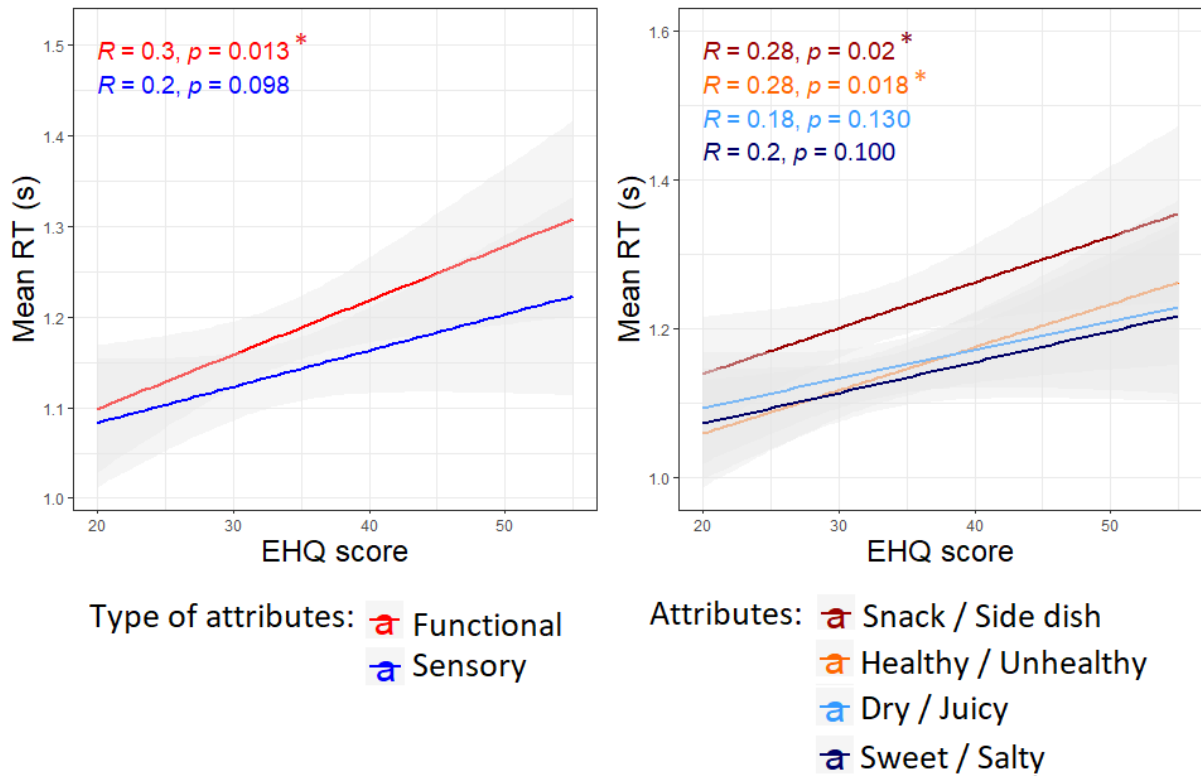 R = 0.3, p = 0.013 *
R = 0.2, p = 0.098
1.5
1.4
1.3
1.2
1.1
1.0
Mean RT (s)
20 30 40 50
EHQ score
R = 0.28, p = 0.02 *
R = 0.28, p = 0.018 *
R = 0.18, p = 0.130
R = 0.2, p = 0.100
1.6
1.4
1.2
1.0
Mean RT (s)
20 30 40 50
EHQ score
Type of attributes: a Functional
a Sensory
Attributes: a Snack / Side dish
a Healthy / Unhealthy
a Dry / Juicy
a Sweet / Salty